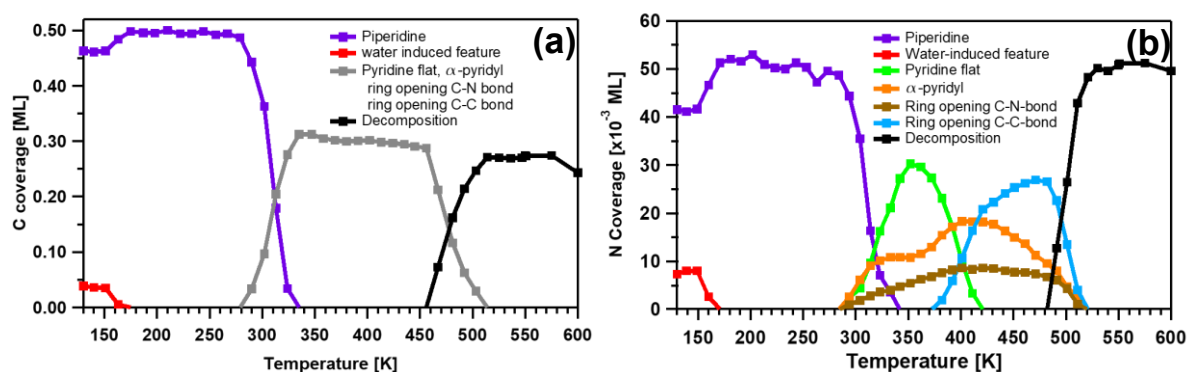 (a)
0.50
0.40
0.30
0.20
0.10
0.00
C coverage [ML]
Piperidine
water induced feature
Pyridine flat, α-pyridyl
ring opening C-N bond
ring opening C-C bond
Decomposition
150 200 250 300 350 400 450 500 550 600
Temperature [K]
(b)
60
50
40
30
20
10
0
N Coverage [x10⁻³ ML]
Piperidine
Water-induced feature
Pyridine flat
α-pyridyl
Ring opening C-N-bond
Ring opening C-C-bond
Decomposition
150 200 250 300 350 400 450 500 550 600
Temperature [K]